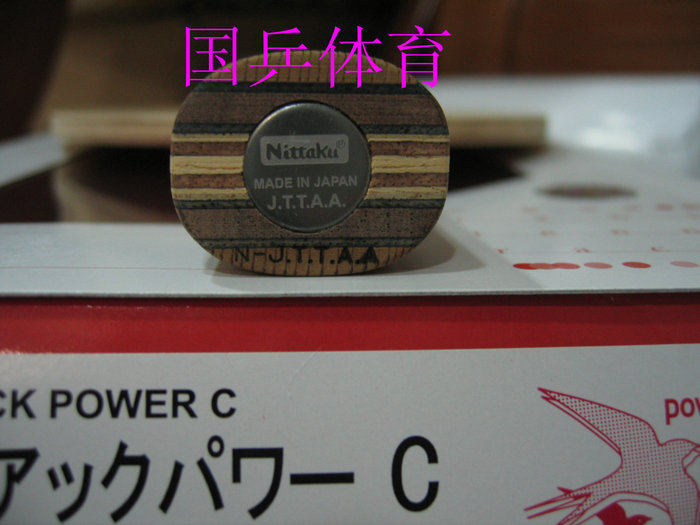 国乒体育
Nittaku®
MADE IN JAPAN
J.T.T.A.A.
N-J.T.T.A.A
CK POWER C
アックパワー C
pow